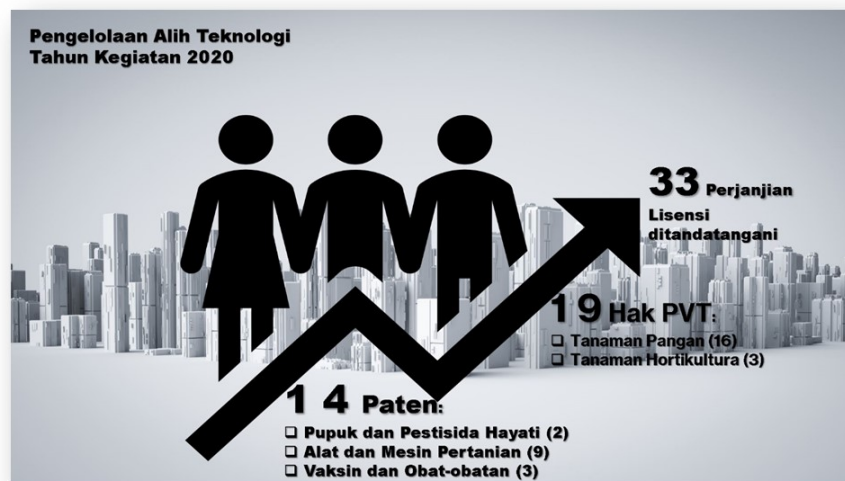 Pengelolaan Alih Teknologi
Tahun Kegiatan 2020
33 Perjanjian
Lisensi
ditandatangani
19 Hak PVT:
❑ Tanaman Pangan (16)
❑ Tanaman Hortikultura (3)
14 Paten:
❑ Pupuk dan Pestisida Hayati (2)
❑ Alat dan Mesin Pertanian (9)
❑ Vaksin dan Obat-obatan (3)